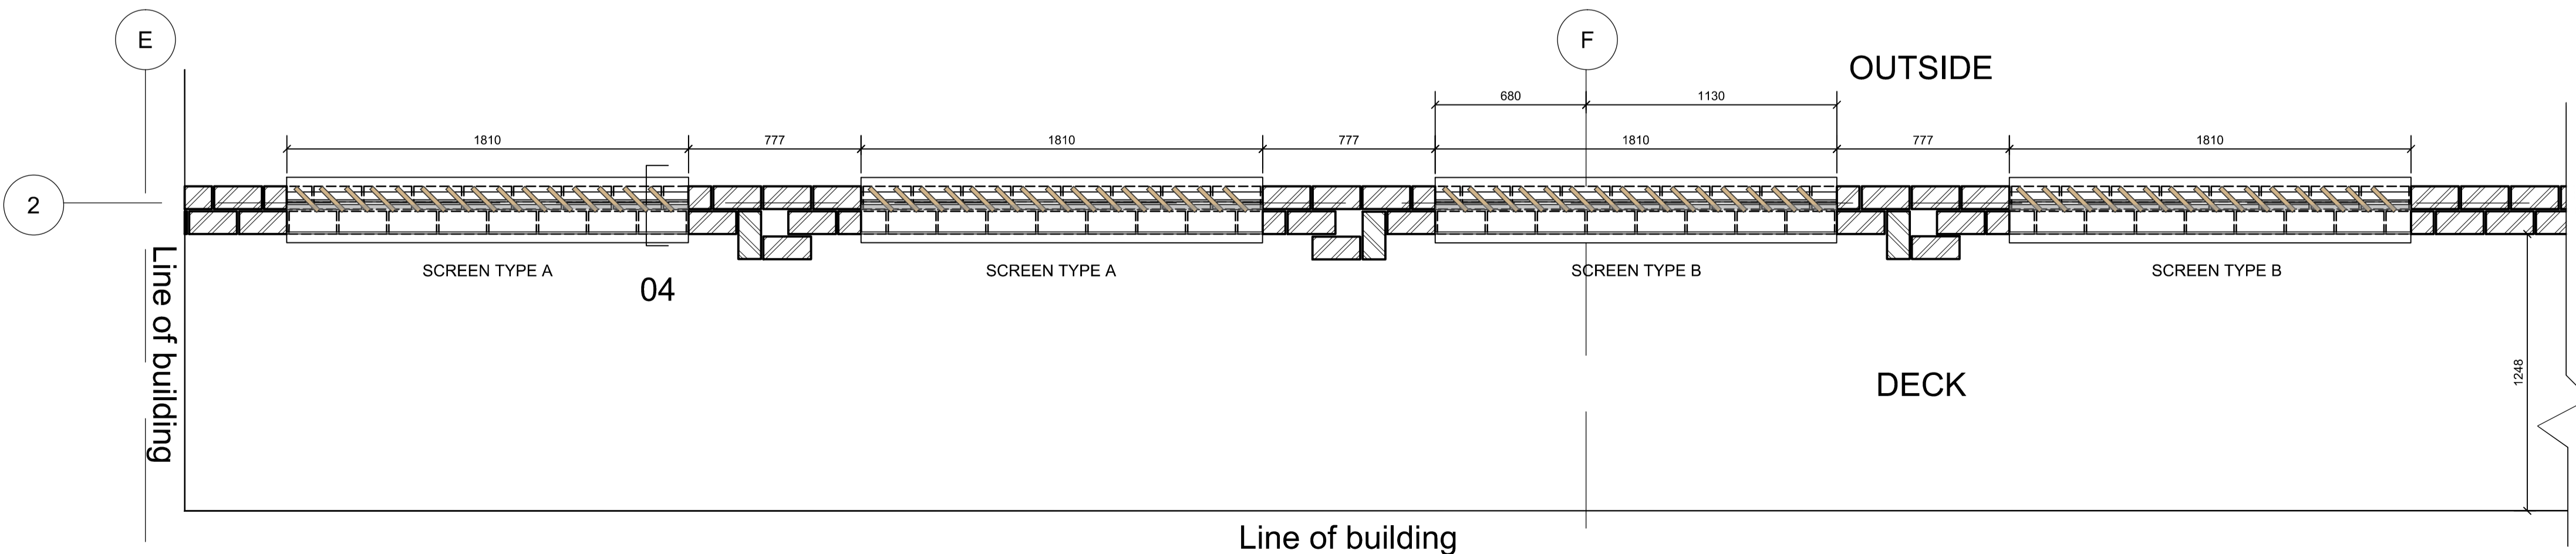 E
F
OUTSIDE
680
1130
1810
777
1810
777
1810
777
1810
2
SCREEN TYPE A
SCREEN TYPE A
SCREEN TYPE B
SCREEN TYPE B
04
Line of building
1248
DECK
Line of building